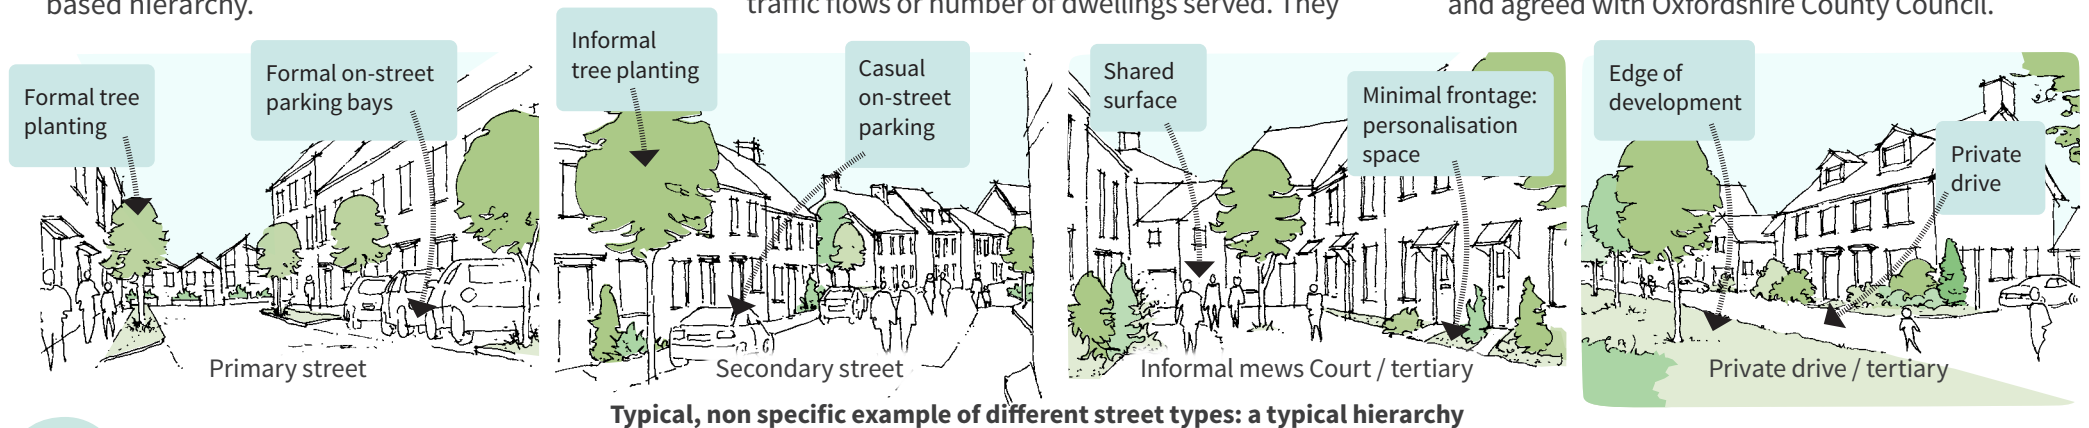 based hierarchy.
traffic flows or number of dwellings served. They
and agreed with Oxfordshire County Council.
Formal tree
planting
Formal on-street
parking bays
Primary street
Informal
tree planting
Casual
on-street
parking
Secondary street
Shared
surface
Minimal frontage:
personalisation
space
Informal mews Court / tertiary
Edge of
development
Private
drive
Private drive / tertiary
Typical, non specific example of different street types: a typical hierarchy